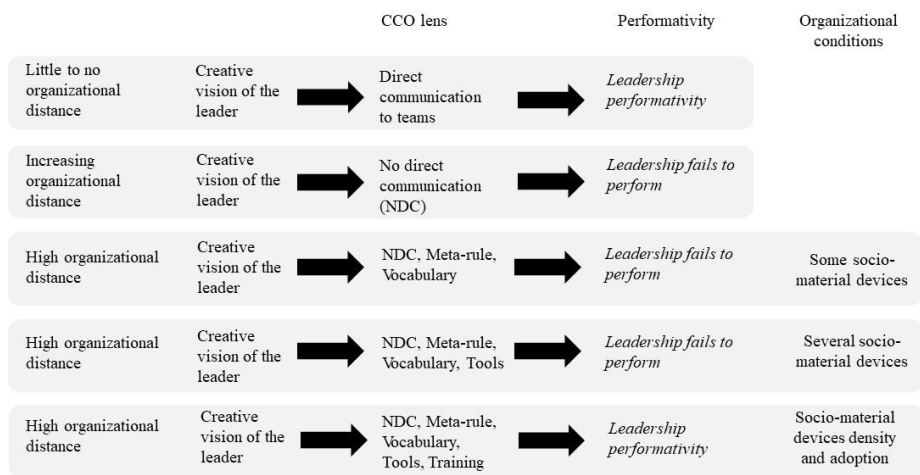 CCO lens
Performativity
Organizational
conditions
Little to no
organizational
distance
Creative
vision of the
leader
Direct
communication
to teams
Leadership
performativity
Increasing
organizational
distance
Creative
vision of the
leader
No direct
communication
(NDC)
Leadership fails to
perform
High organizational
distance
Creative
vision of the
leader
NDC, Meta-rule,
Vocabulary
Leadership fails to
perform
Some socio-
material devices
High organizational
distance
Creative
vision of the
leader
NDC, Meta-rule,
Vocabulary, Tools
Leadership fails to
perform
Several socio-
material devices
High organizational
distance
Creative
vision of the
leader
NDC, Meta-rule,
Vocabulary,
Tools, Training
Leadership
performativity
Socio-material
devices density
and adoption